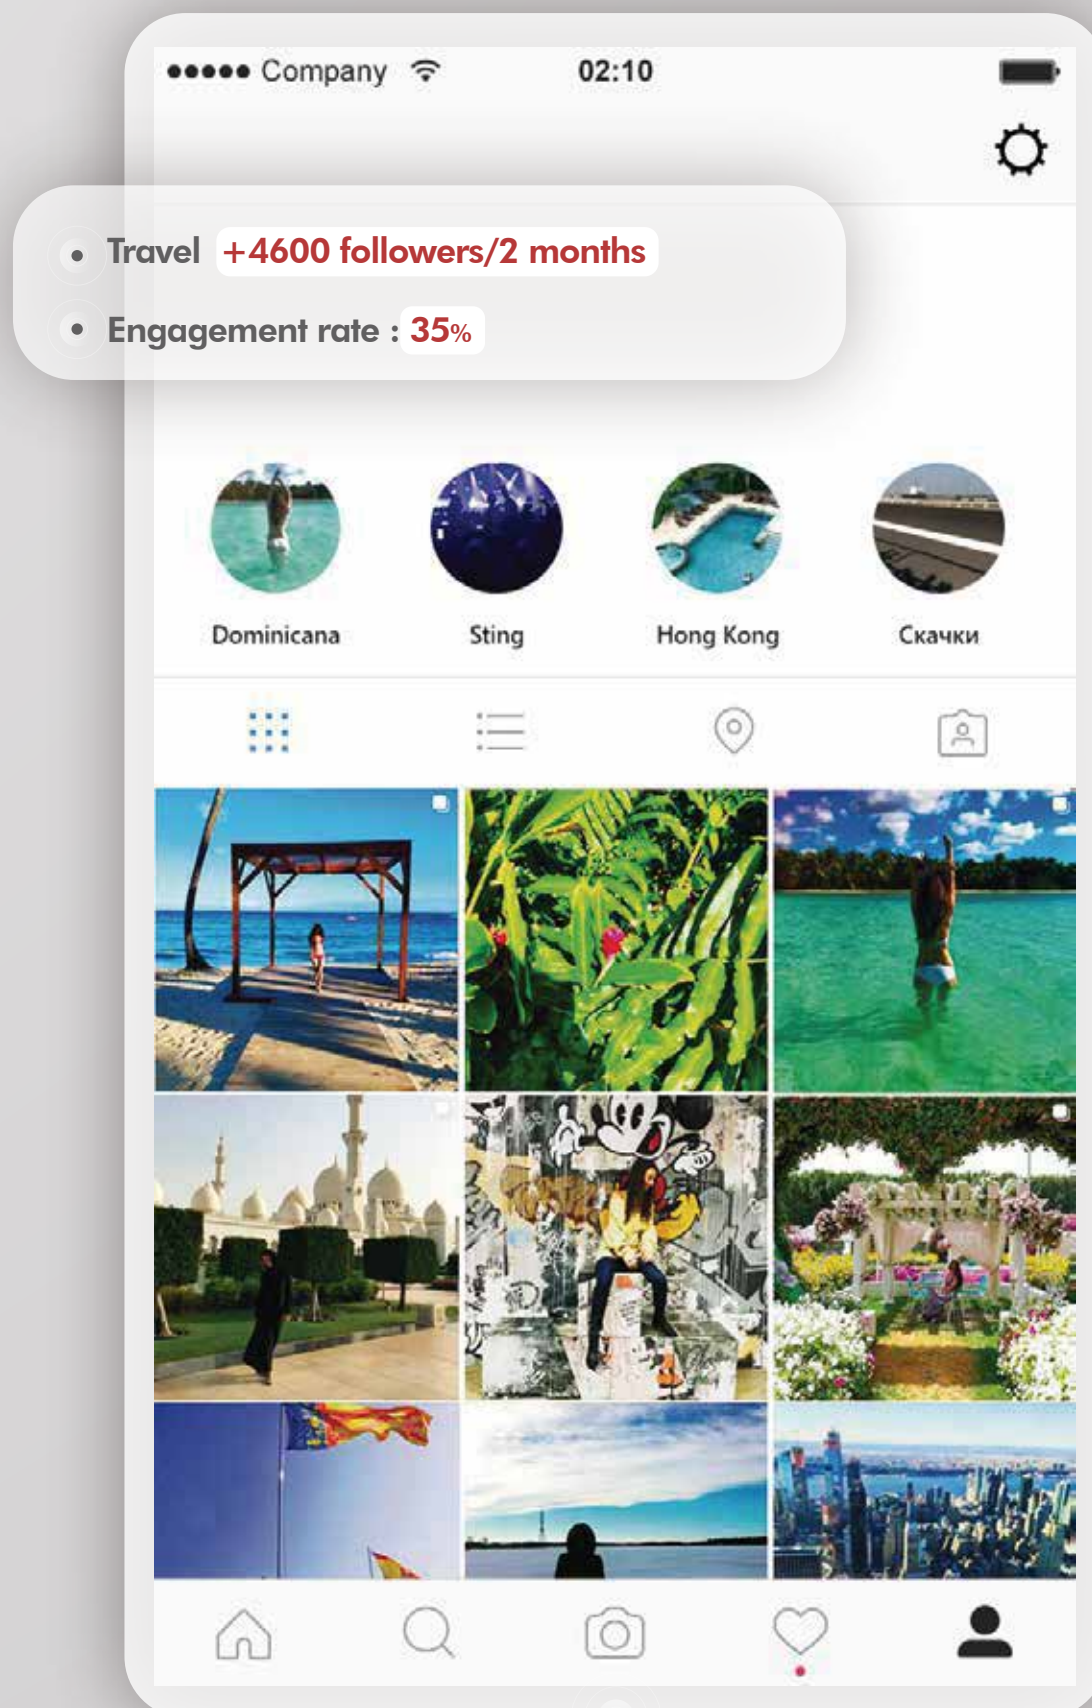 Company 02:10
• Travel +4600 followers/2 months
• Engagement rate : 35%
Dominicana Sting Hong Kong Скачки